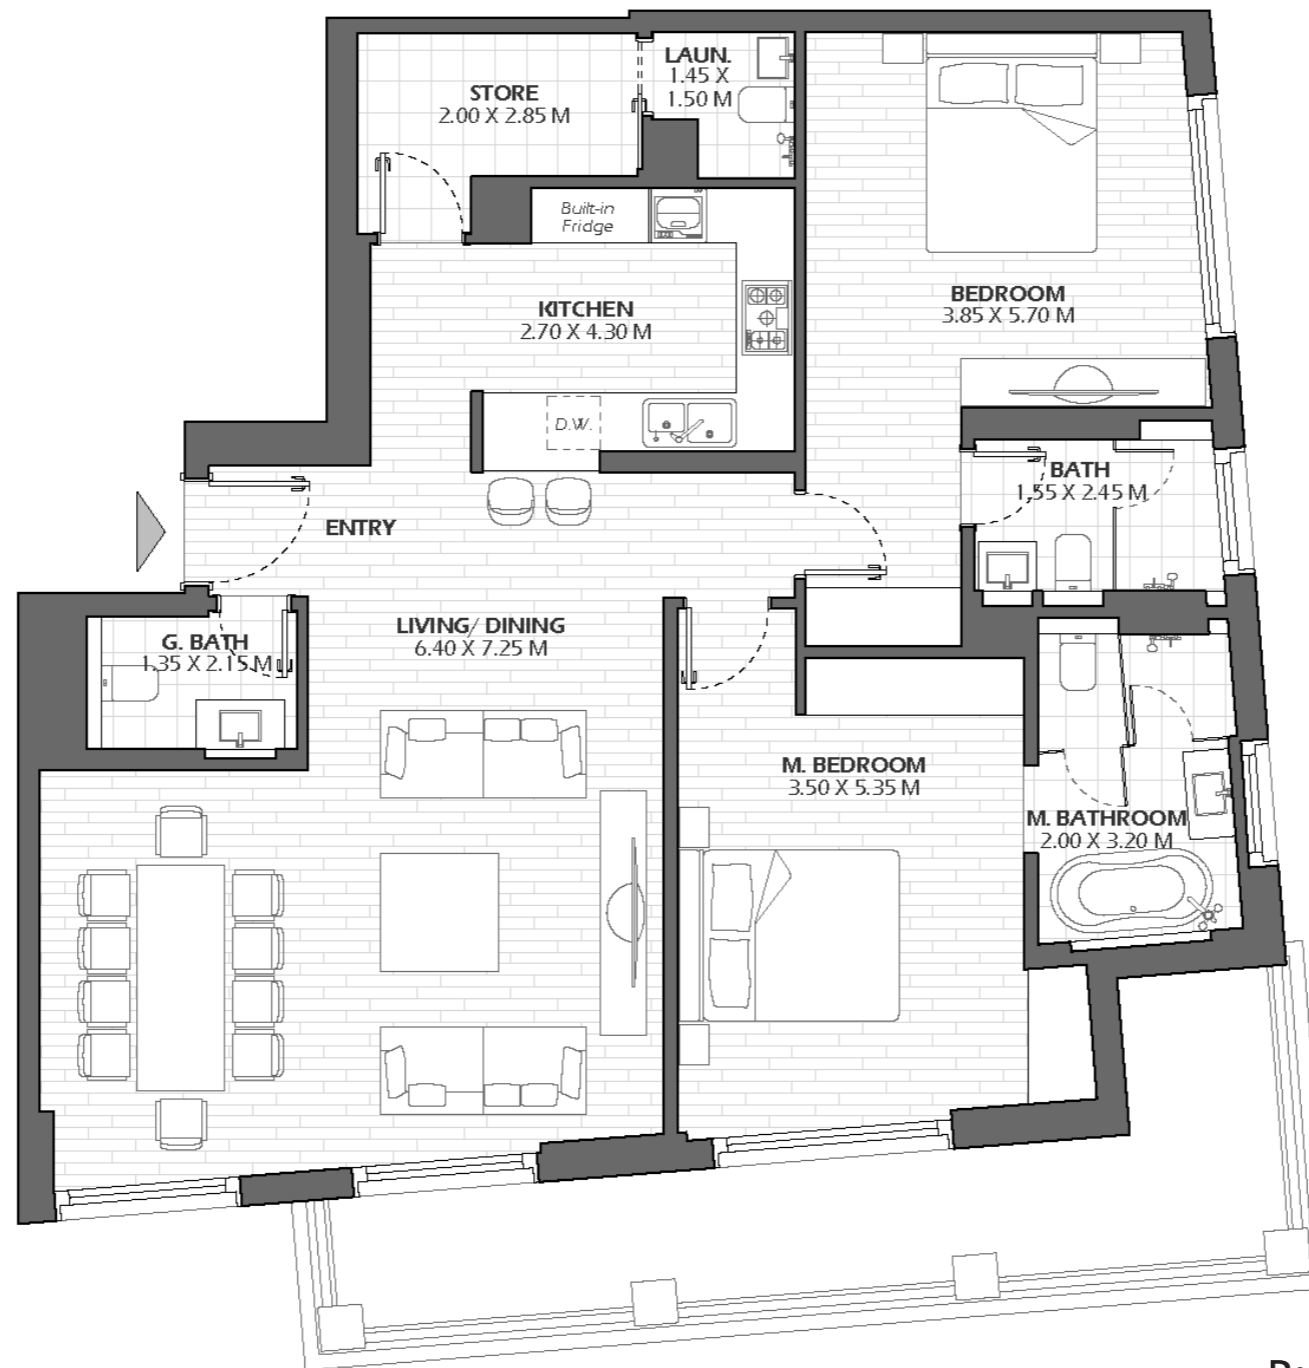 STORE
2.00 X 2.85 M
LAUN.
1.45 X
1.50 M
Built-in
Fridge
KITCHEN
2.70 X 4.30 M
BEDROOM
3.85 X 5.70 M
D.W.
BATH
1.55 X 2.45 M
ENTRY
G. BATH
1.35 X 2.15 M
LIVING/ DINING
6.40 X 7.25 M
M. BEDROOM
3.50 X 5.35 M
M. BATHROOM
2.00 X 3.20 M